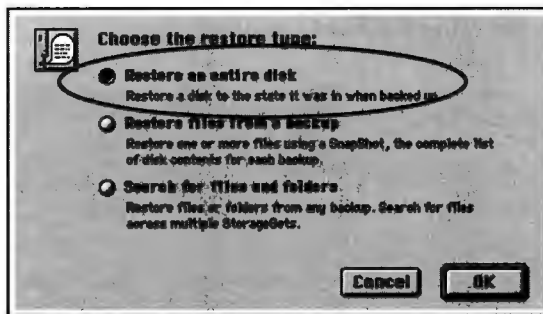 Choose the restore type:
Restore an entire disk
Restore a disk to the state it was in when backed up.
Restore files from a backup
Restore one or more files using a SnapShot, the complete list
of disk contents for each backup.
Search for files and folders
Restore files or folders from any backup. Search for files
across multiple StorageSets.
Cancel
OK